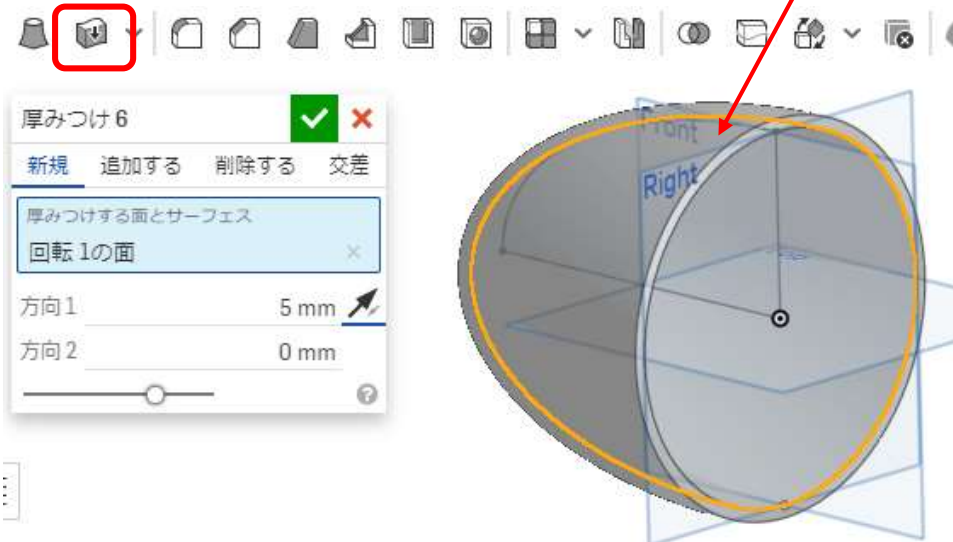 厚みつけ 6
新規 追加する 削除する 交差
厚みつけする面とサーフェス
回転 1の面
方向1 5 mm
方向2 0 mm
Front
Right